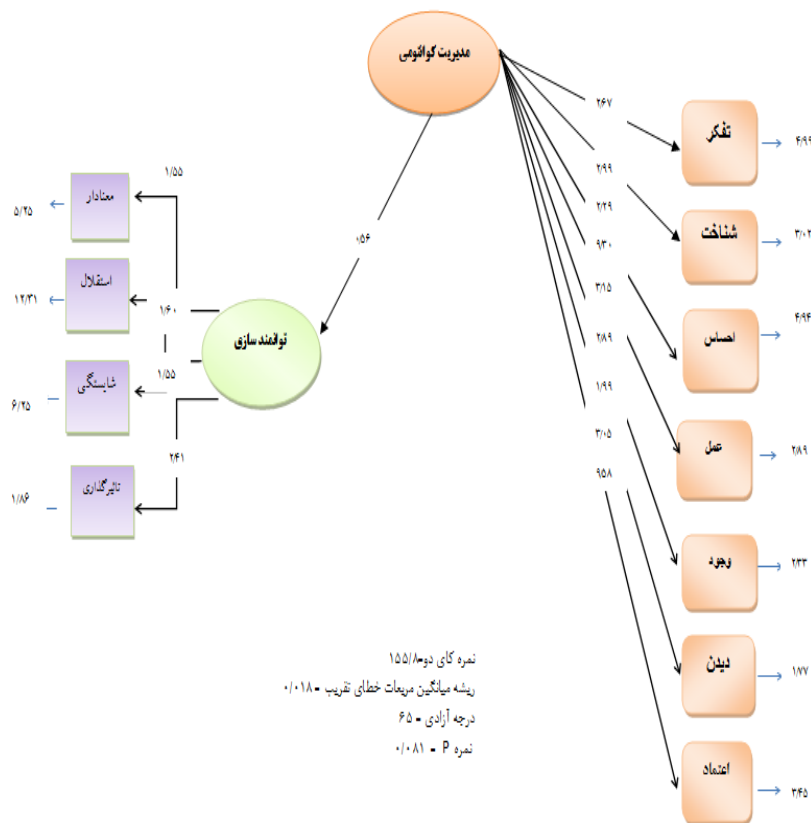 مدیریت کوانتومی
۲/۶۷
تفکر
۴/۹۹
۲/۹۹
شناخت
۳/۰۲
۲/۲۹
۹/۳۰
احساس
۴/۹۴
۳/۱۵
۲/۸۹
عمل
۲/۸۹
۱/۹۹
۳/۰۵
وجود
۲/۳۳
۹۵۸
دیدن
۱/۷۷
اعتماد
۳/۴۵
۰/۵۶
توانمند سازی
۱/۵۵
معنادار
۵/۲۵
۱/۶۰
استقلال
۱۲/۳۱
۱/۵۵
شایستگی
۶/۲۵
۲/۴۱
تاثیرگذاری
۱/۸۶
نمره کای دو-۱۵۵/۸
ریشه میانگین مربعات خطای تقریب - ۰/۰۱۸
درجه آزادی - ۶۵
نمره P - ۰/۰۸۱